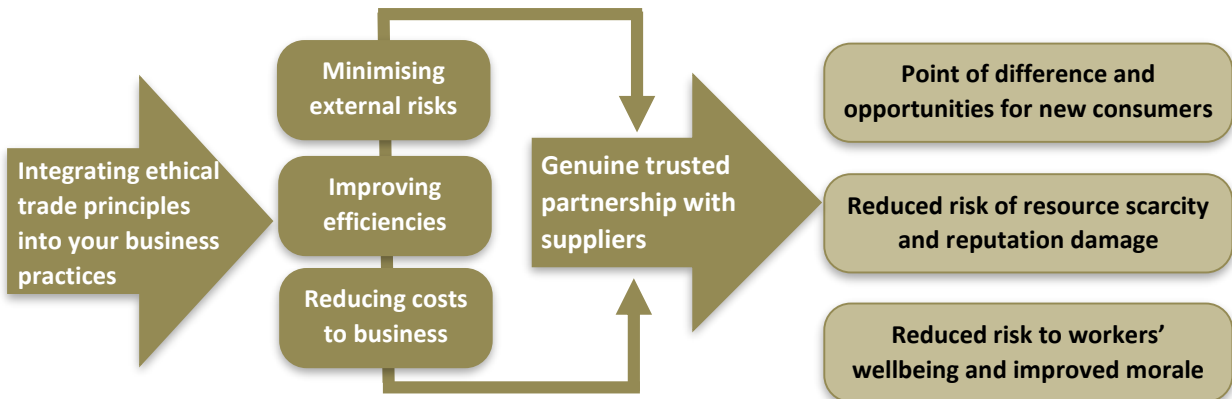 Integrating ethical
trade principles
into your business
practices
Minimising
external risks
Improving
efficiencies
Reducing costs
to business
Genuine trusted
partnership with
suppliers
Point of difference and
opportunities for new consumers
Reduced risk of resource scarcity
and reputation damage
Reduced risk to workers’
wellbeing and improved morale